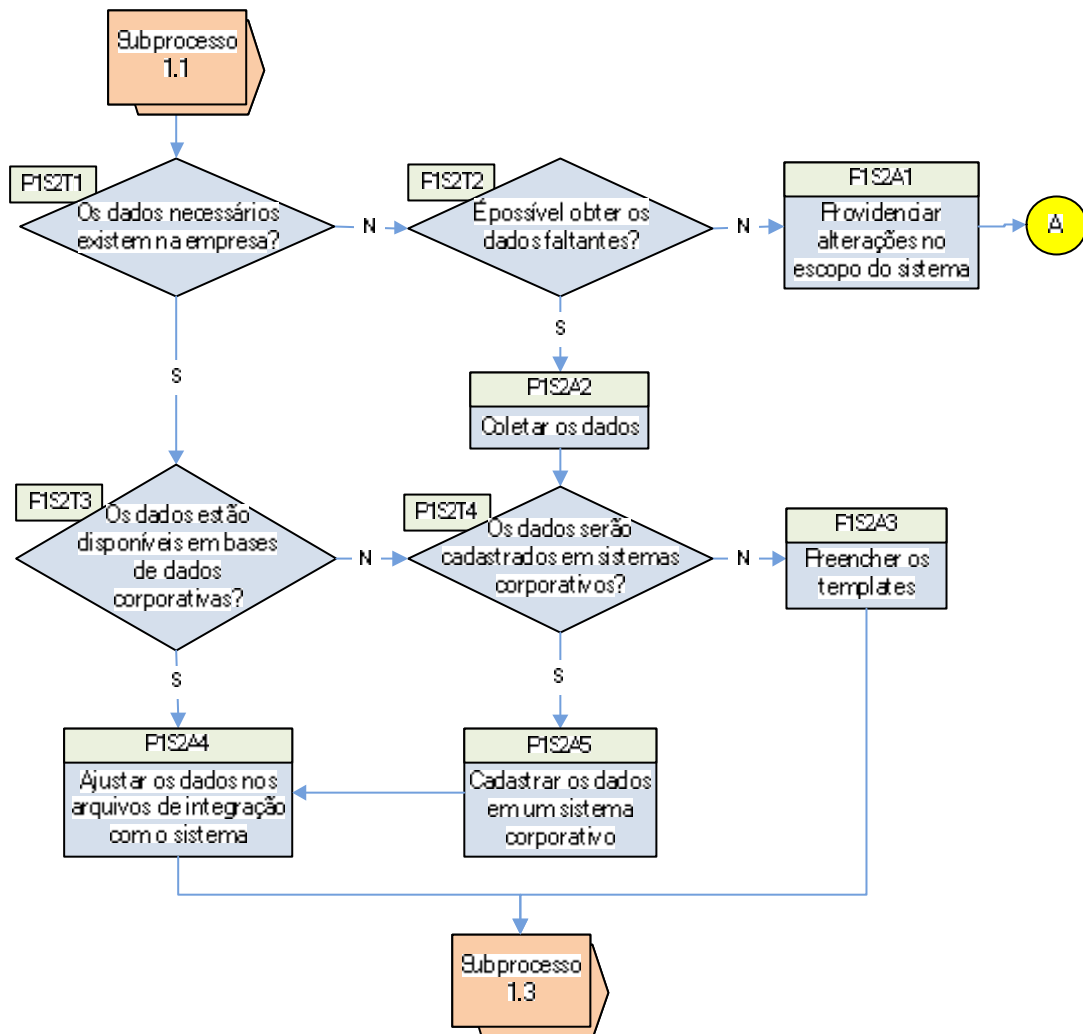 Subprocesso
1.1
P1S2T1
Os dados necessários
existem na empresa?
N
P1S2T2
É possível obter os
dados faltantes?
N
P1S2A1
Providenciar
alterações no
escopo do sistema
A
S
S
P1S2A2
Coletar os dados
P1S2T3
Os dados estão
disponíveis em bases
de dados
corporativas?
N
P1S2T4
Os dados serão
cadastrados em sistemas
corporativos?
N
P1S2A3
Preencher os
templates
S
S
P1S2A4
Ajustar os dados nos
arquivos de integração
com o sistema
P1S2A5
Cadastrar os dados
em um sistema
corporativo
Subprocesso
1.3